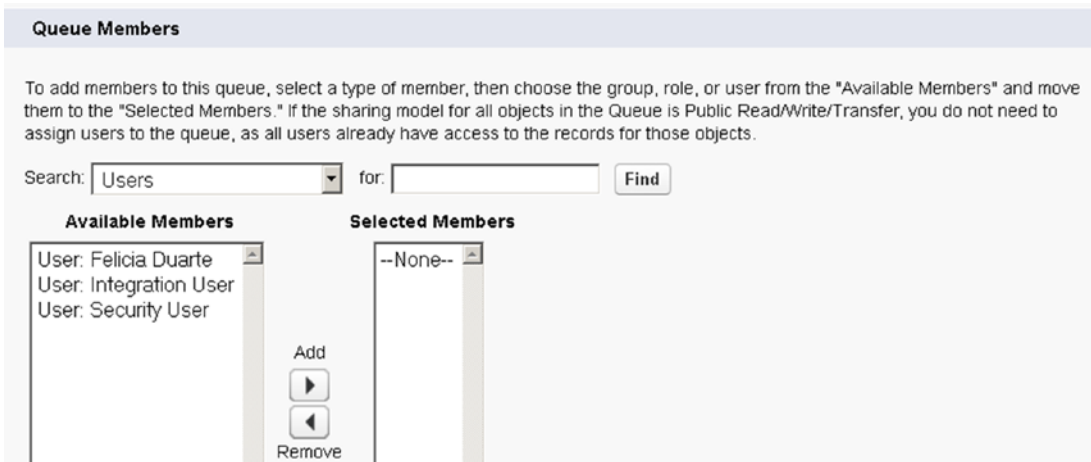 Queue Members
To add members to this queue, select a type of member, then choose the group, role, or user from the "Available Members" and move
them to the "Selected Members." If the sharing model for all objects in the Queue is Public Read/Write/Transfer, you do not need to
assign users to the queue, as all users already have access to the records for those objects.
Search: Users for: Find
Available Members Selected Members
User: Felicia Duarte --None--
User: Integration User
User: Security User
Add
Remove